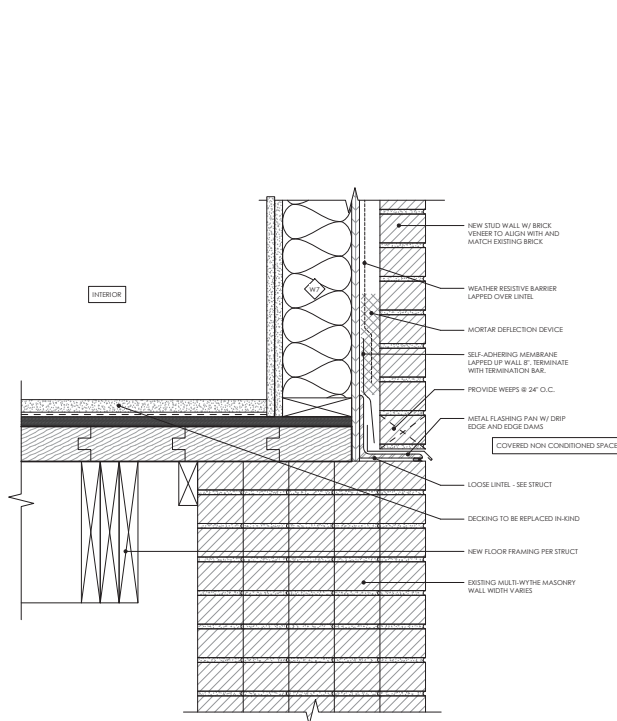 NEW STUD WALL W/ BRICK
VENEER TO ALIGN WITH AND
MATCH EXISTING BRICK
INTERIOR
W7
WEATHER RESISTIVE BARRIER
LAPPED OVER LINTEL
MORTAR DEFLECTION DEVICE
SELF-ADHERING MEMBRANE
LAPPED UP WALL 8". TERMINATE
WITH TERMINATION BAR.
PROVIDE WEEPS @ 24" O.C.
METAL FLASHING PAN W/ DRIP
EDGE AND EDGE DAMS
COVERED NON CONDITIONED SPACE
LOOSE LINTEL - SEE STRUCT
DECKING TO BE REPLACED IN-KIND
NEW FLOOR FRAMING PER STRUCT
EXISTING MULTI-WYTHE MASONRY
WALL WIDTH VARIES